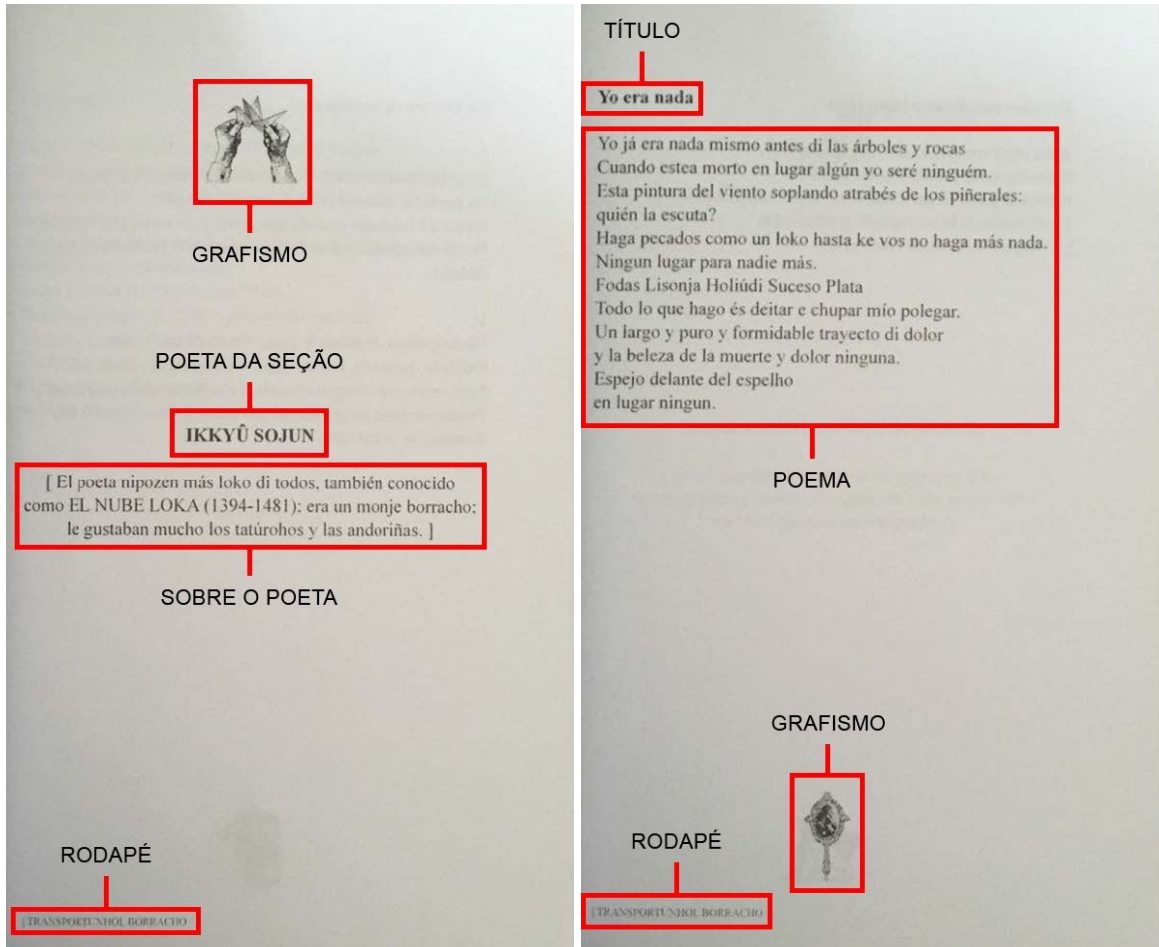 GRAFISMO
POETA DA SEÇÃO
IKKYÛ SOJUN
[ El poeta nipozen más loko di todos, también conocido
como EL NUBE LOKA (1394-1481): era un monje borracho:
le gustaban mucho los tatúrohos y las andoriñas. ]
SOBRE O POETA
RODAPÉ
[ TRANSPORTUNHOL BORRACHO
TÍTULO
Yo era nada
Yo já era nada mismo antes di las árboles y rocas
Cuando estea morto en lugar algún yo seré ninguém.
Esta pintura del viento soplando atrabés de los piñerales:
quién la escuta?
Haga pecados como un loko hasta ke vos no haga más nada.
Ningun lugar para nadie más.
Fodas Lisonja Holiúdi Suceso Plata
Todo lo que hago és deitar e chupar mío polegar.
Un largo y puro y formidable trayecto di dolor
y la beleza de la muerte y dolor ninguna.
Espejo delante del espelho
en lugar ningun.
POEMA
GRAFISMO
RODAPÉ
[ TRANSPORTUNHOL BORRACHO